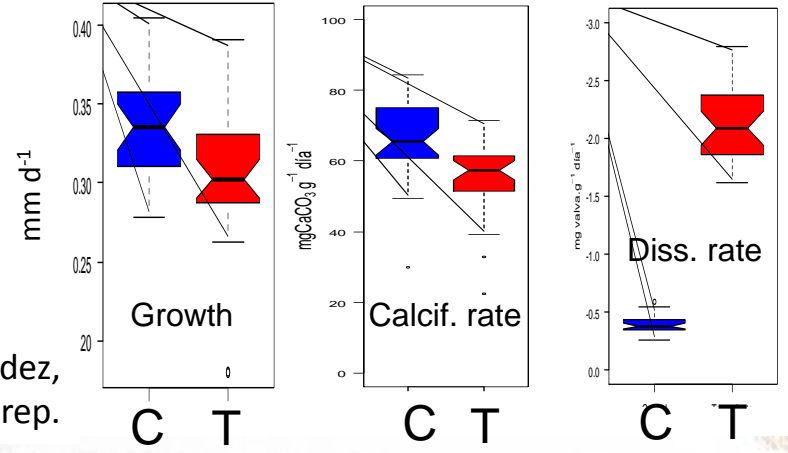 mm d-1
0.40
0.35
0.30
0.25
20
Growth
C T
mgCaCO3 g-1 día-1
100
80
60
40
20
0
Calcif. rate
C T
mg valva.g-1 día-1
-3.0
-2.5
-2.0
-1.5
-1.0
-0.5
0.0
Diss. rate
C T
dez,
rep.